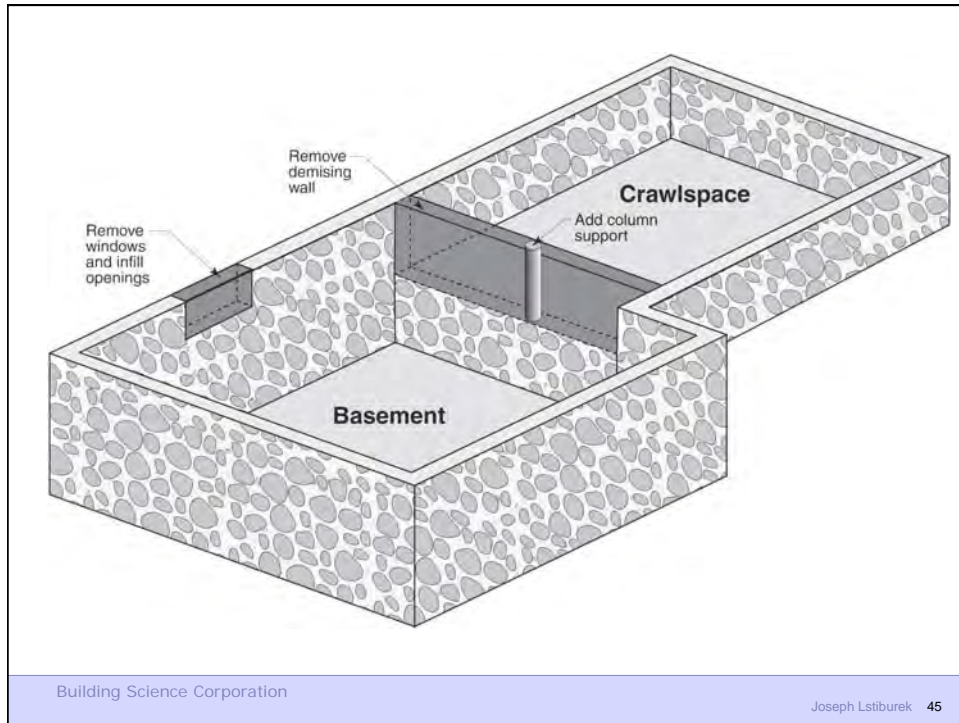 Remove
demising
wall
Crawlspace
Add column
support
Remove
windows
and infill
openings
Basement
Building Science Corporation
Joseph Lstiburek 45